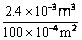 2.4 × 10⁻³ m³
100 × 10⁻⁴ m²